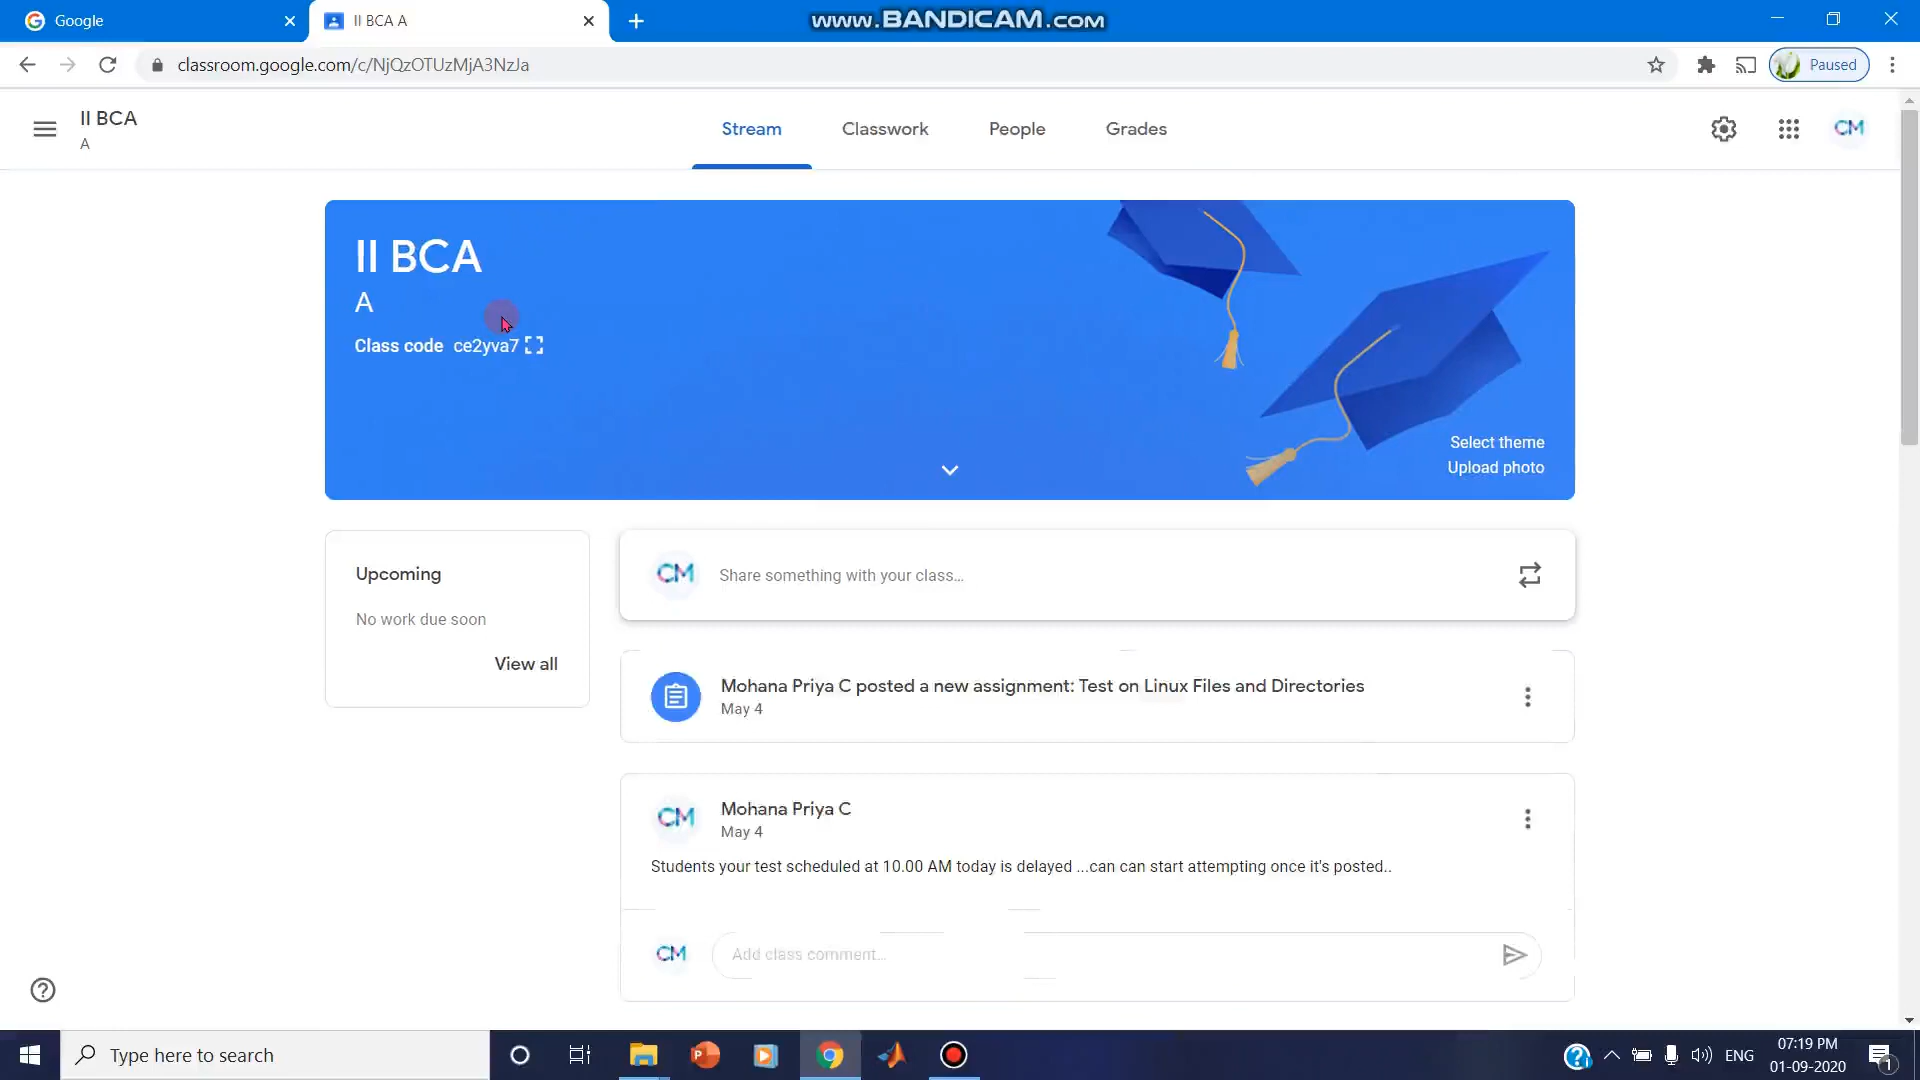 Google
II BCA A
www.BANDICAM.com
classroom.google.com/c/NjQzOTUzMjA3NzJa
Paused
II BCA
A
Stream
Classwork
People
Grades
CM
II BCA
A
Class code ce2yva7
Select theme
Upload photo
Upcoming
No work due soon
View all
CM
Share something with your class...
Mohana Priya C posted a new assignment: Test on Linux Files and Directories
May 4
CM
Mohana Priya C
May 4
Students your test scheduled at 10.00 AM today is delayed ...can can start attempting once it's posted..
CM
Add class comment...
Type here to search
ENG
07:19 PM
01-09-2020
1